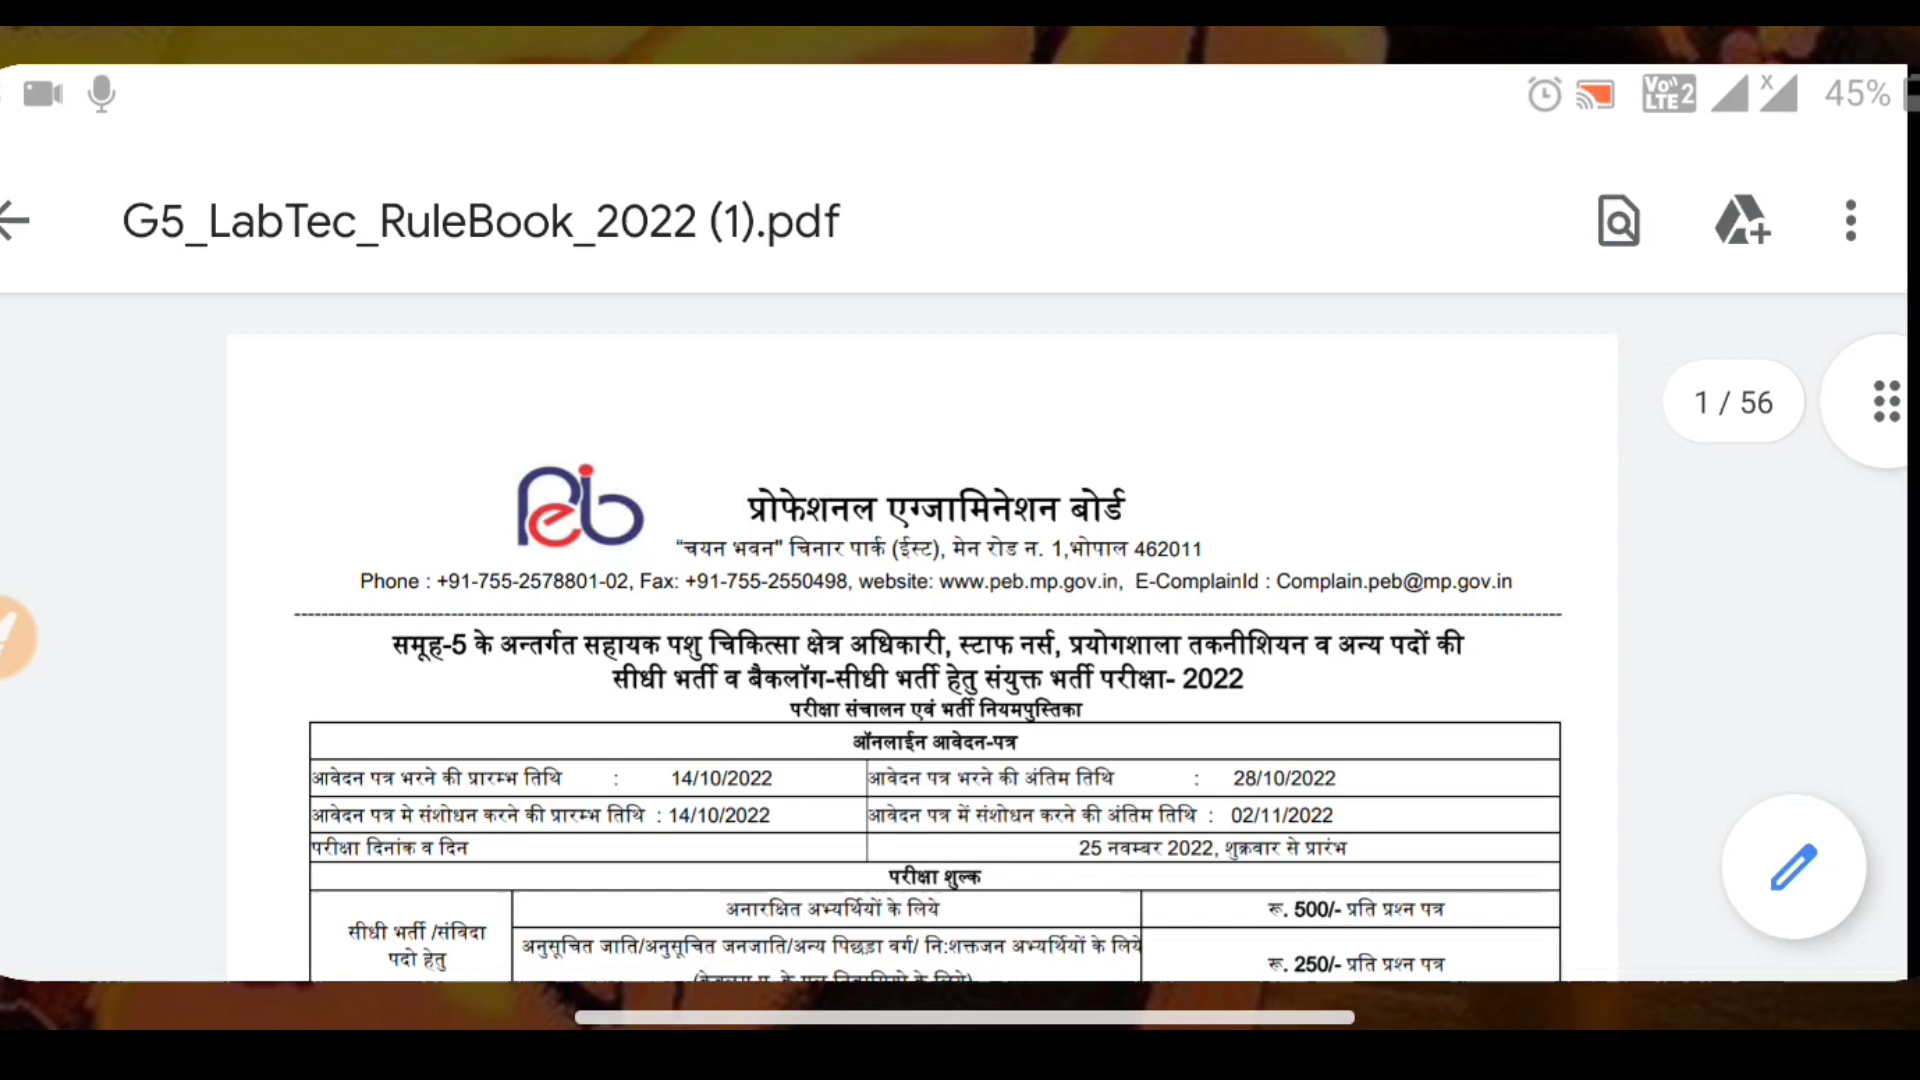 Vo)) LTE 2
x
45%
G5_LabTec_RuleBook_2022 (1).pdf
1 / 56
Peb
प्रोफेशनल एग्जामिनेशन बोर्ड
“चयन भवन" चिनार पार्क (ईस्ट), मेन रोड न. 1,भोपाल 462011
Phone : +91-755-2578801-02, Fax: +91-755-2550498, website: www.peb.mp.gov.in, E-ComplainId : Complain.peb@mp.gov.in
समूह-5 के अन्तर्गत सहायक पशु चिकित्सा क्षेत्र अधिकारी, स्टाफ नर्स, प्रयोगशाला तकनीशियन व अन्य पदों की
सीधी भर्ती व बैकलॉग-सीधी भर्ती हेतु संयुक्त भर्ती परीक्षा- 2022
परीक्षा संचालन एवं भर्ती नियमपुस्तिका
ऑनलाईन आवेदन-पत्र
आवेदन पत्र भरने की प्रारम्भ तिथि : 14/10/2022 आवेदन पत्र भरने की अंतिम तिथि : 28/10/2022
आवेदन पत्र मे संशोधन करने की प्रारम्भ तिथि : 14/10/2022 आवेदन पत्र में संशोधन करने की अंतिम तिथि : 02/11/2022
परीक्षा दिनांक व दिन 25 नवम्बर 2022, शुक्रवार से प्रारंभ
परीक्षा शुल्क
सीधी भर्ती /संविदा पदो हेतु
अनारक्षित अभ्यर्थियों के लिये रू. 500/- प्रति प्रश्न पत्र
अनुसूचित जाति/अनुसूचित जनजाति/अन्य पिछड़ा वर्ग/ नि:शक्तजन अभ्यर्थियों के लिये
रू. 250/- प्रति प्रश्न पत्र